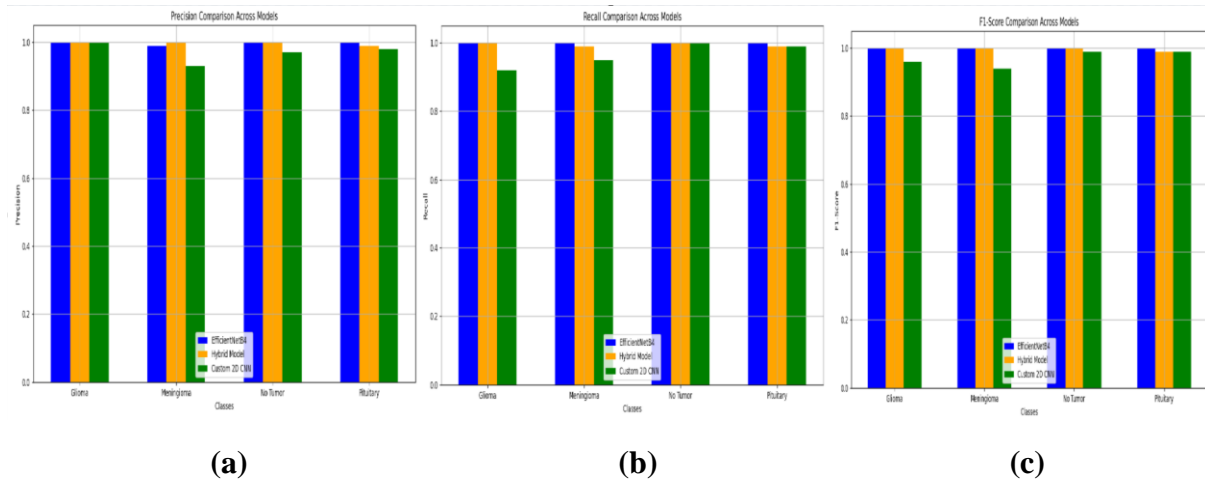 Precision Comparison Across Models
1.0
0.8
0.6
0.4
0.2
0.0
Precision
EfficientNetB4
Hybrid Model
Custom 2D CNN
Glioma
Meningioma
No Tumor
Pituitary
Classes
(a)
Recall Comparison Across Models
1.0
0.8
0.6
0.4
0.2
0.0
Recall
EfficientNetB4
Hybrid Model
Custom 2D CNN
Glioma
Meningioma
No Tumor
Pituitary
Classes
(b)
F1-Score Comparison Across Models
1.0
0.8
0.6
0.4
0.2
0.0
F1-Score
EfficientNetB4
Hybrid Model
Custom 2D CNN
Glioma
Meningioma
No Tumor
Pituitary
Classes
(c)